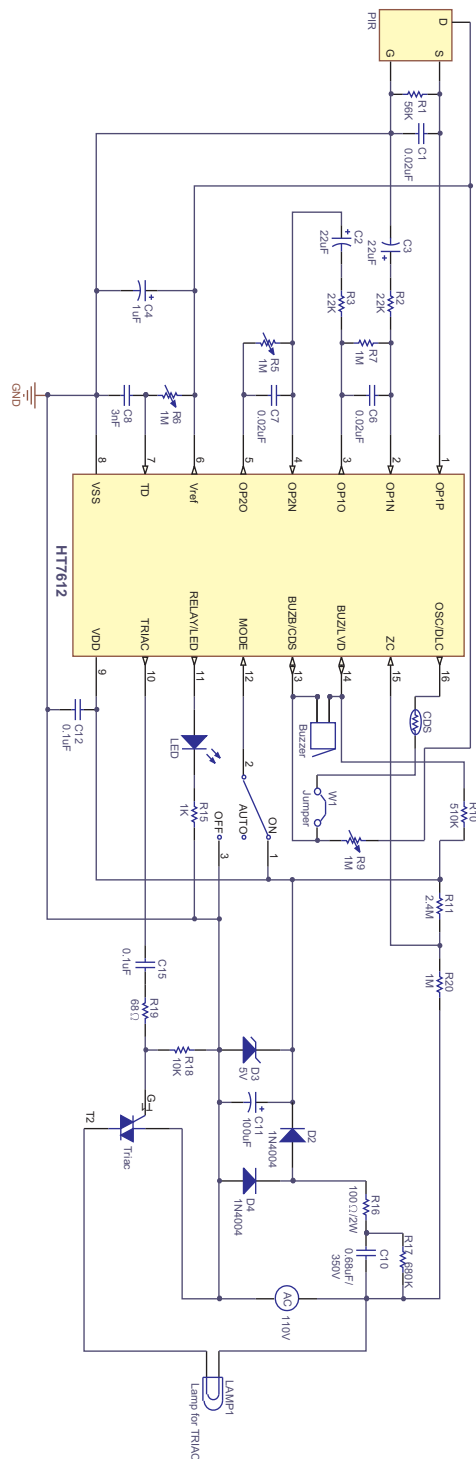 PIR
D
G
S
R1
56K
C1
0.02uF
C4
1uF
C2
22uF
C3
22uF
R3
22K
R2
22K
R5
1M
R7
1M
GND
C8
3nF
R6
1M
C7
0.02uF
C6
0.02uF
8
7
6
5
4
3
2
1
VSS
TD
Vref
OP2O
OP2N
OP1O
OP1N
OP1P
HT7612
VDD
TRIAC
RELAY/LED
MODE
BUZB/CDS
BUZ/LVD
ZC
OSC/DLC
9
10
11
12
13
14
15
16
C12
0.1uF
LED
R15
1K
2
ON
1
AUTO
OFF
3
Buzzer
CDS
W1
Jumper
R9
1M
R10
510K
R11
2.4M
R20
1M
C15
0.1uF
R19
68Ω
R18
10K
D3
5V
C11
100uF
D2
1N4004
D4
1N4004
R16
100Ω/2W
R17
680K
C10
0.68uF/
350V
G
T1
T2
Triac
AC
110V
LAMP1
Lamp for TRIAC